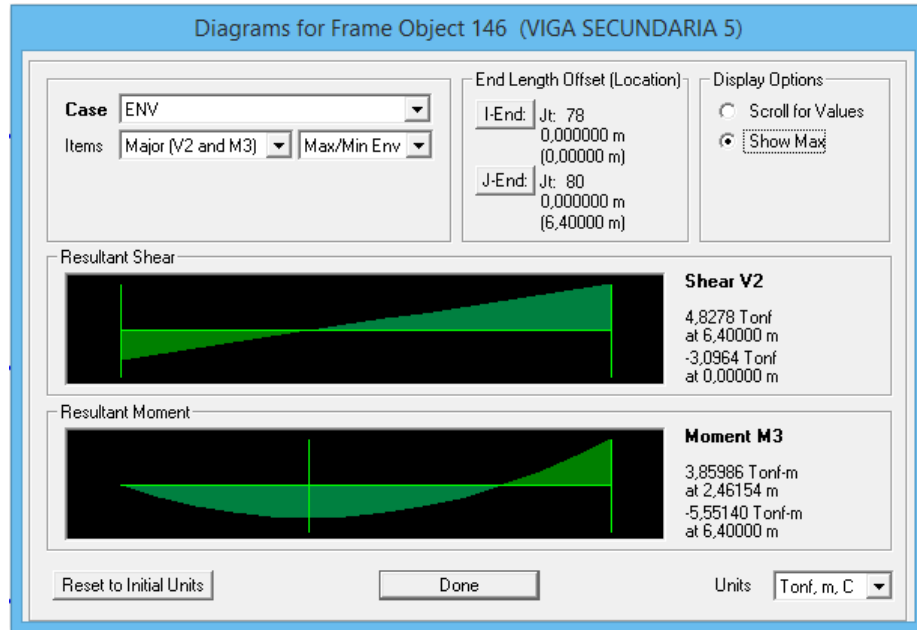 Diagrams for Frame Object 146 (VIGA SECUNDARIA 5)
Case ENV
Items Major (V2 and M3) Max/Min Env
End Length Offset (Location)
I-End: Jt: 78
0,000000 m
(0,00000 m)
J-End: Jt: 80
0,000000 m
(6,40000 m)
Display Options
Scroll for Values
Show Max
Resultant Shear
Shear V2
4,8278 Tonf
at 6,40000 m
-3,0964 Tonf
at 0,00000 m
Resultant Moment
Moment M3
3,85986 Tonf-m
at 2,46154 m
-5,55140 Tonf-m
at 6,40000 m
Reset to Initial Units
Done
Units Tonf, m, C